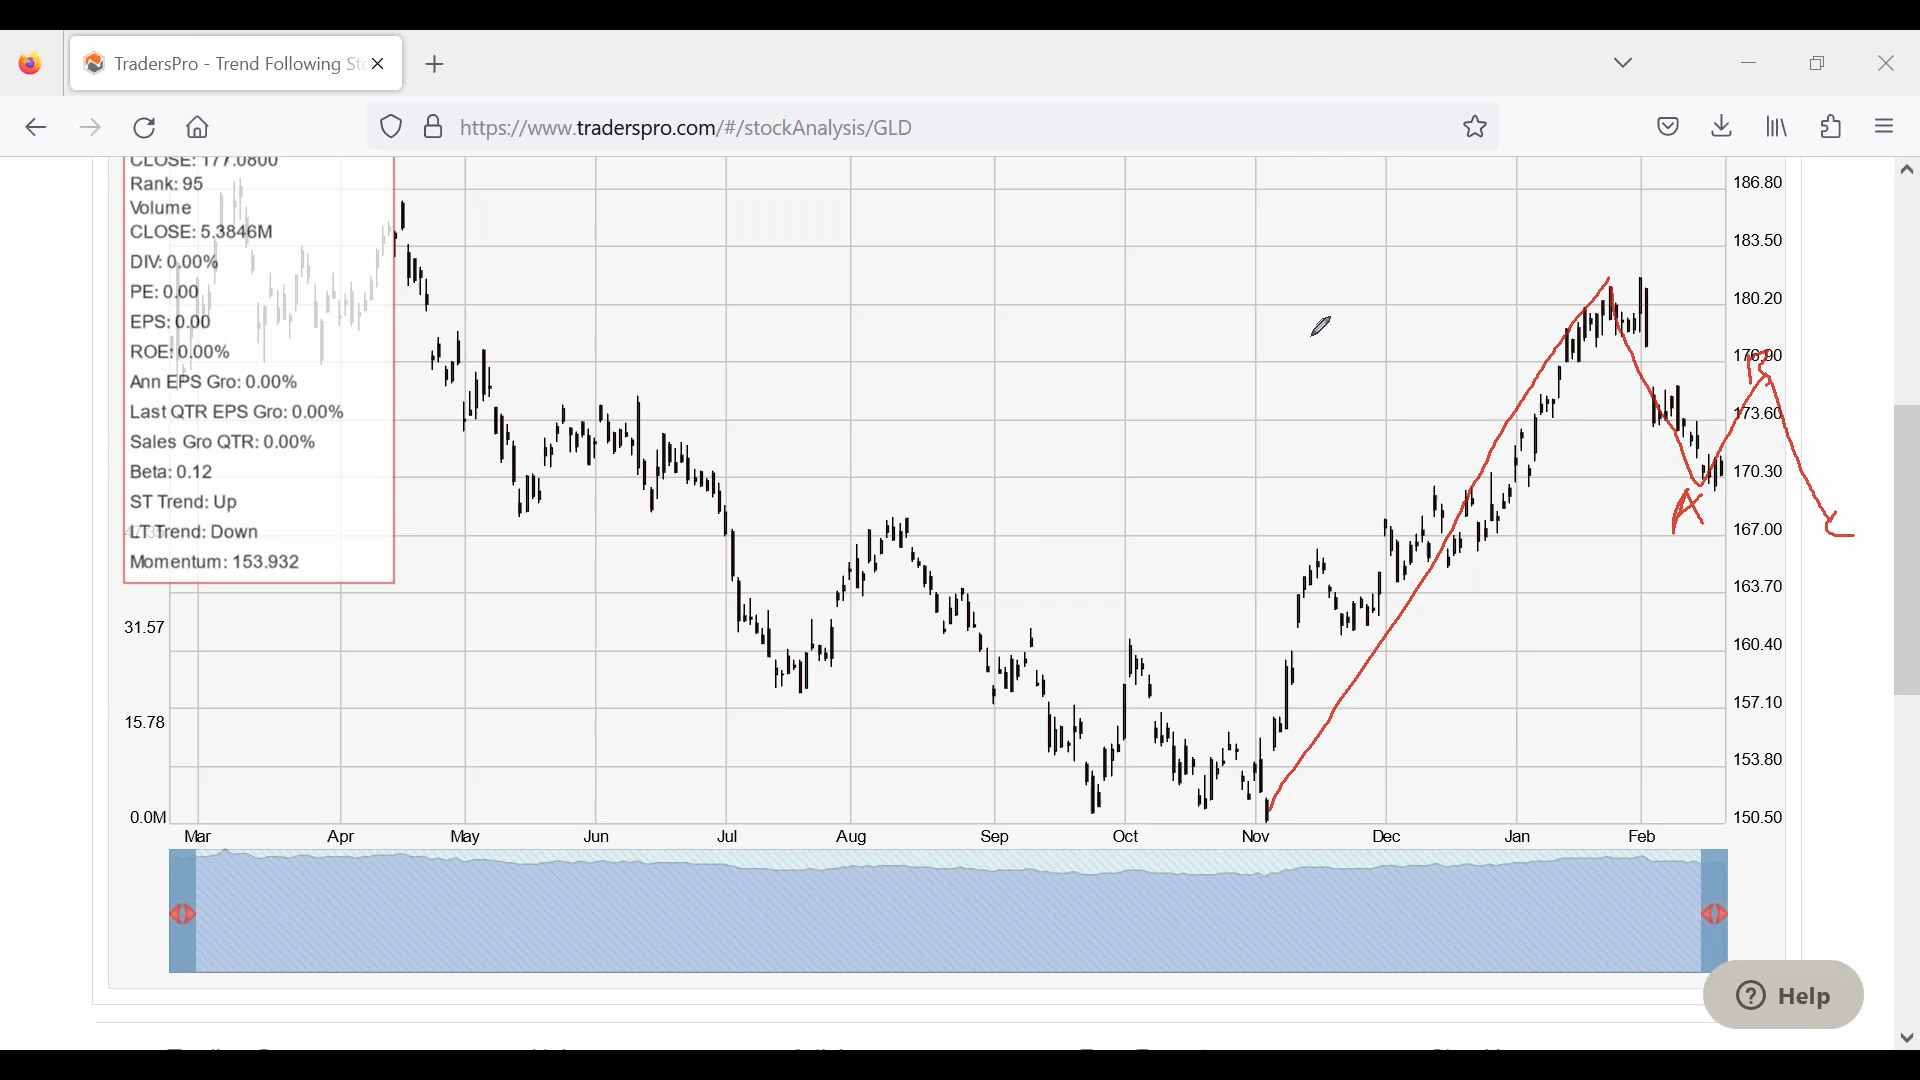 TradersPro - Trend Following St
https://www.traderspro.com/#/stockAnalysis/GLD
CLOSE: 177.0800
Rank: 95
Volume
CLOSE: 5.3846M
DIV: 0.00%
PE: 0.00
EPS: 0.00
ROE: 0.00%
Ann EPS Gro: 0.00%
Last QTR EPS Gro: 0.00%
Sales Gro QTR: 0.00%
Beta: 0.12
ST Trend: Up
LT Trend: Down
Momentum: 153.932
31.57
15.78
0.0M
186.80
183.50
180.20
176.90
173.60
170.30
167.00
163.70
160.40
157.10
153.80
150.50
Mar Apr May Jun Jul Aug Sep Oct Nov Dec Jan Feb
Help